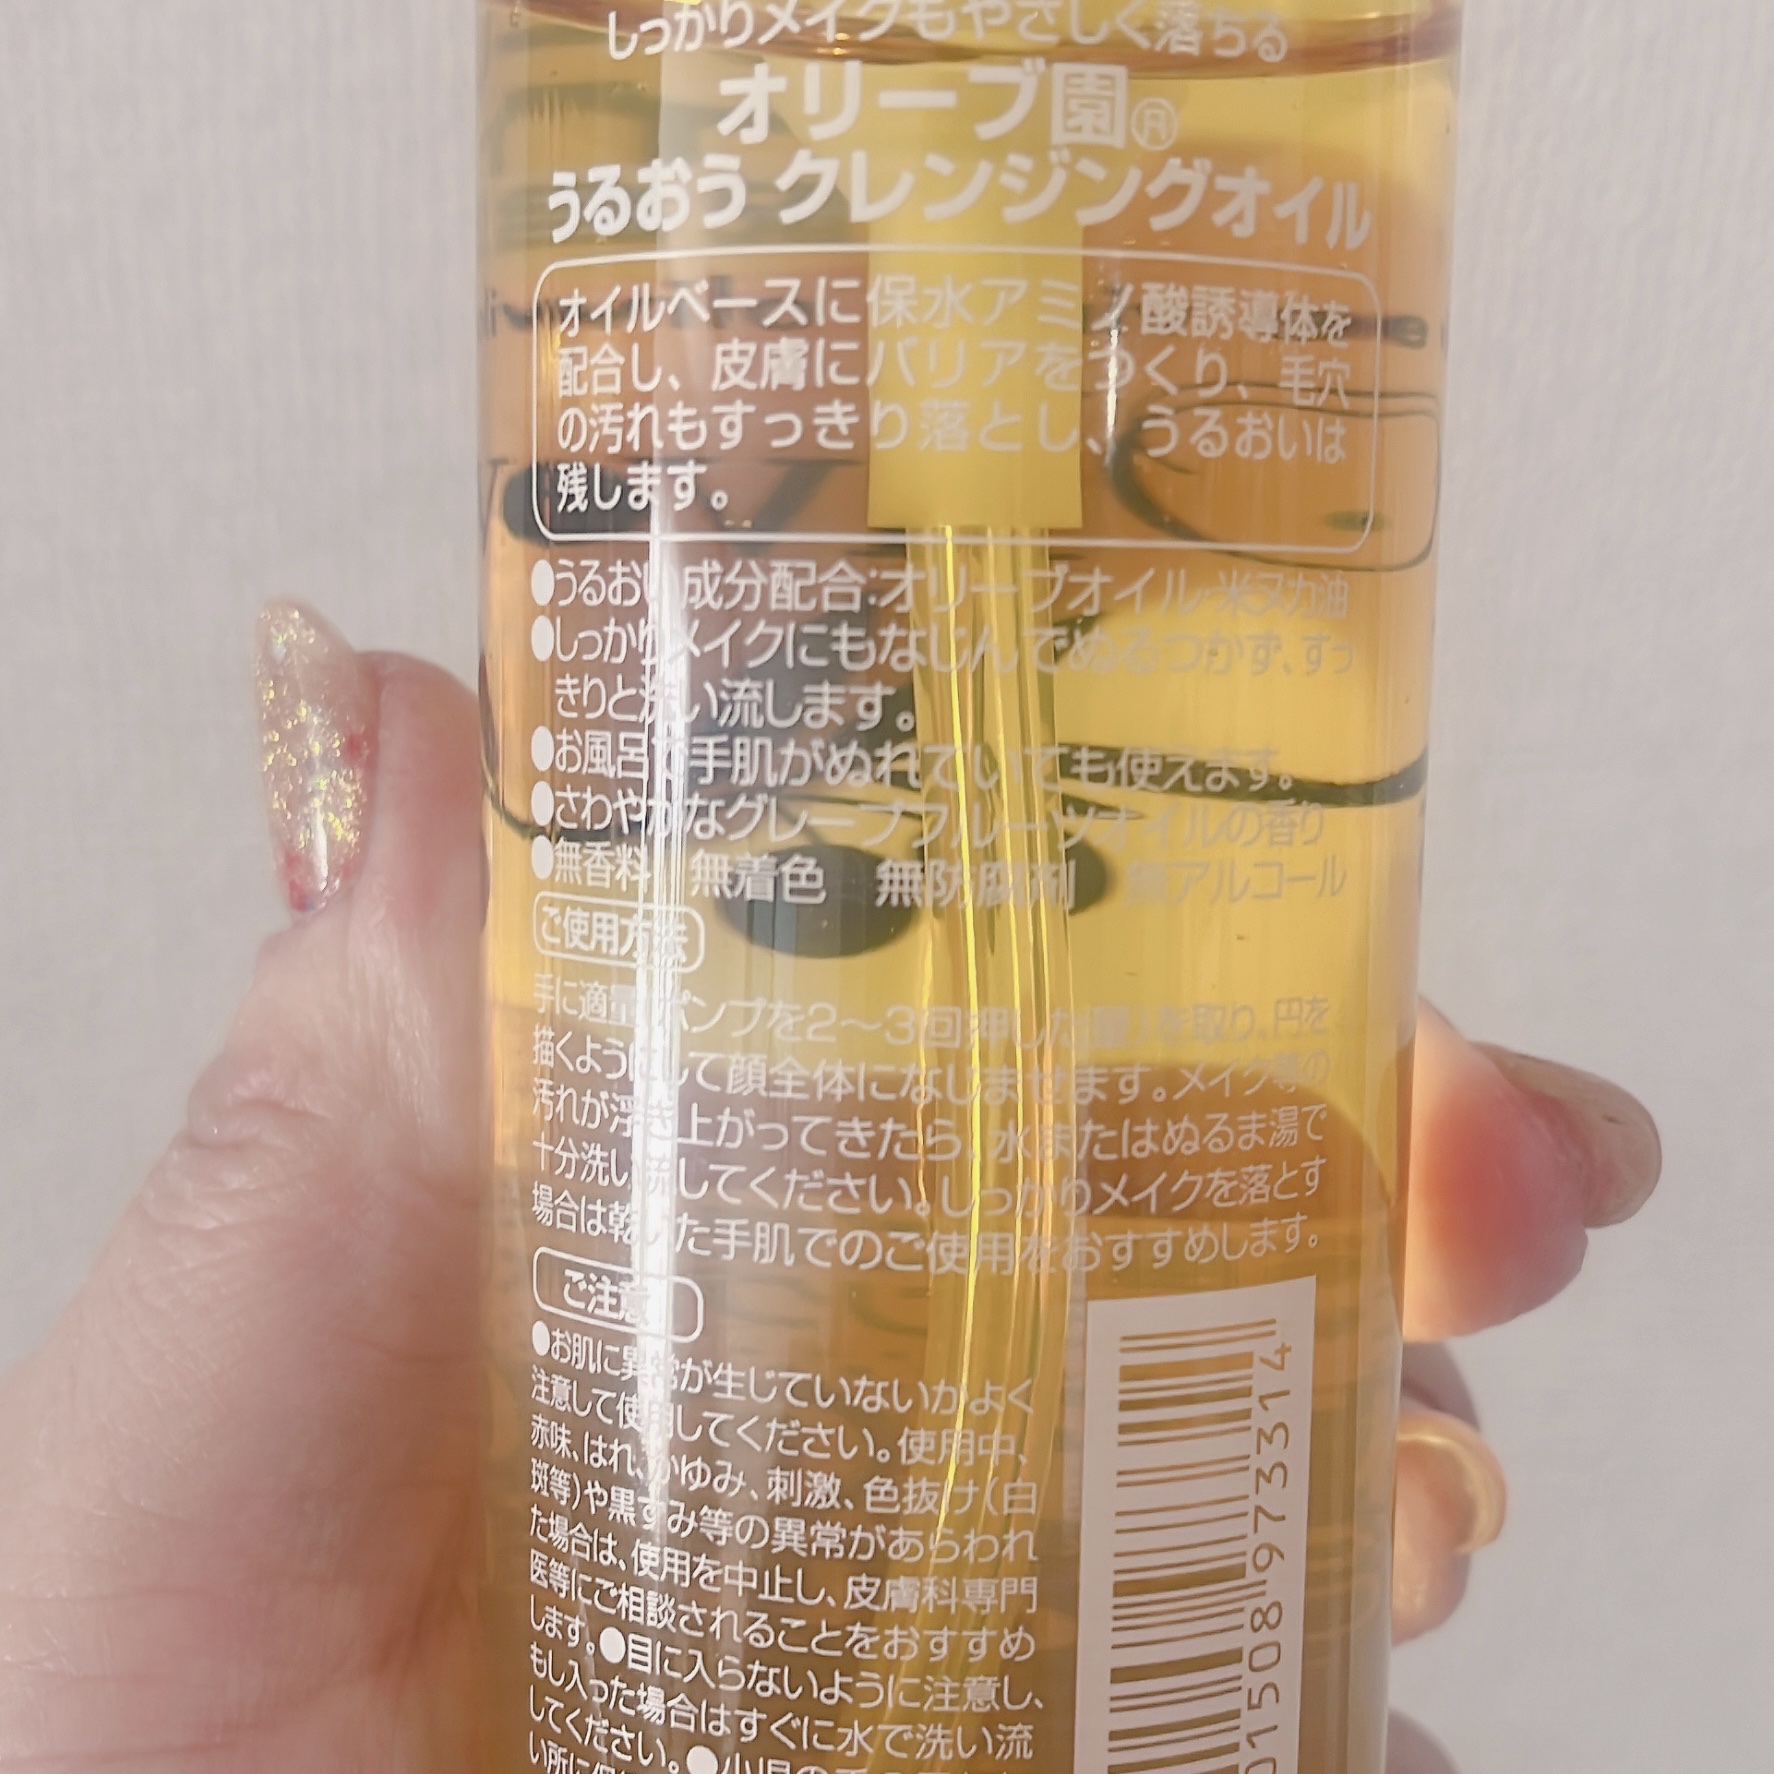 しっかりメイクもやさしく落ちる
オリーブ園®
うるおう クレンジングオイル
オイルベースに保水アミノ酸誘導体を
配合し、皮膚にバリアをつくり、毛穴
の汚れもすっきり落とし、うるおいは
残します。
●うるおい成分配合:オリーブオイル・米ヌカ油
●しっかりメイクにもなじんでぬるつかず、すっ
きりと洗い流します。
●お風呂で手肌がぬれていても使えます。
●さわやかなグレープフルーツオイルの香り
●無香料 無着色 無防腐剤 無アルコール
ご使用方法
手に適量(ポンプを2〜3回押した量)を取り、円を
描くようにして顔全体になじませます。メイク等の
汚れが浮き上がってきたら、水またはぬるま湯で
十分洗い流してください。しっかりメイクを落とす
場合は乾いた手肌でのご使用をおすすめします。
ご注意
●お肌に異常が生じていないかよく
注意して使用してください。使用中、
赤味、はれ、かゆみ、刺激、色抜け(白
斑等)や黒ずみ等の異常があらわれ
た場合は、使用を中止し、皮膚科専門
医等にご相談されることをおすすめ
します。●目に入らないように注意し、
もし入った場合はすぐに水で洗い流
してください。●小児の手の
い所に保
01508973314